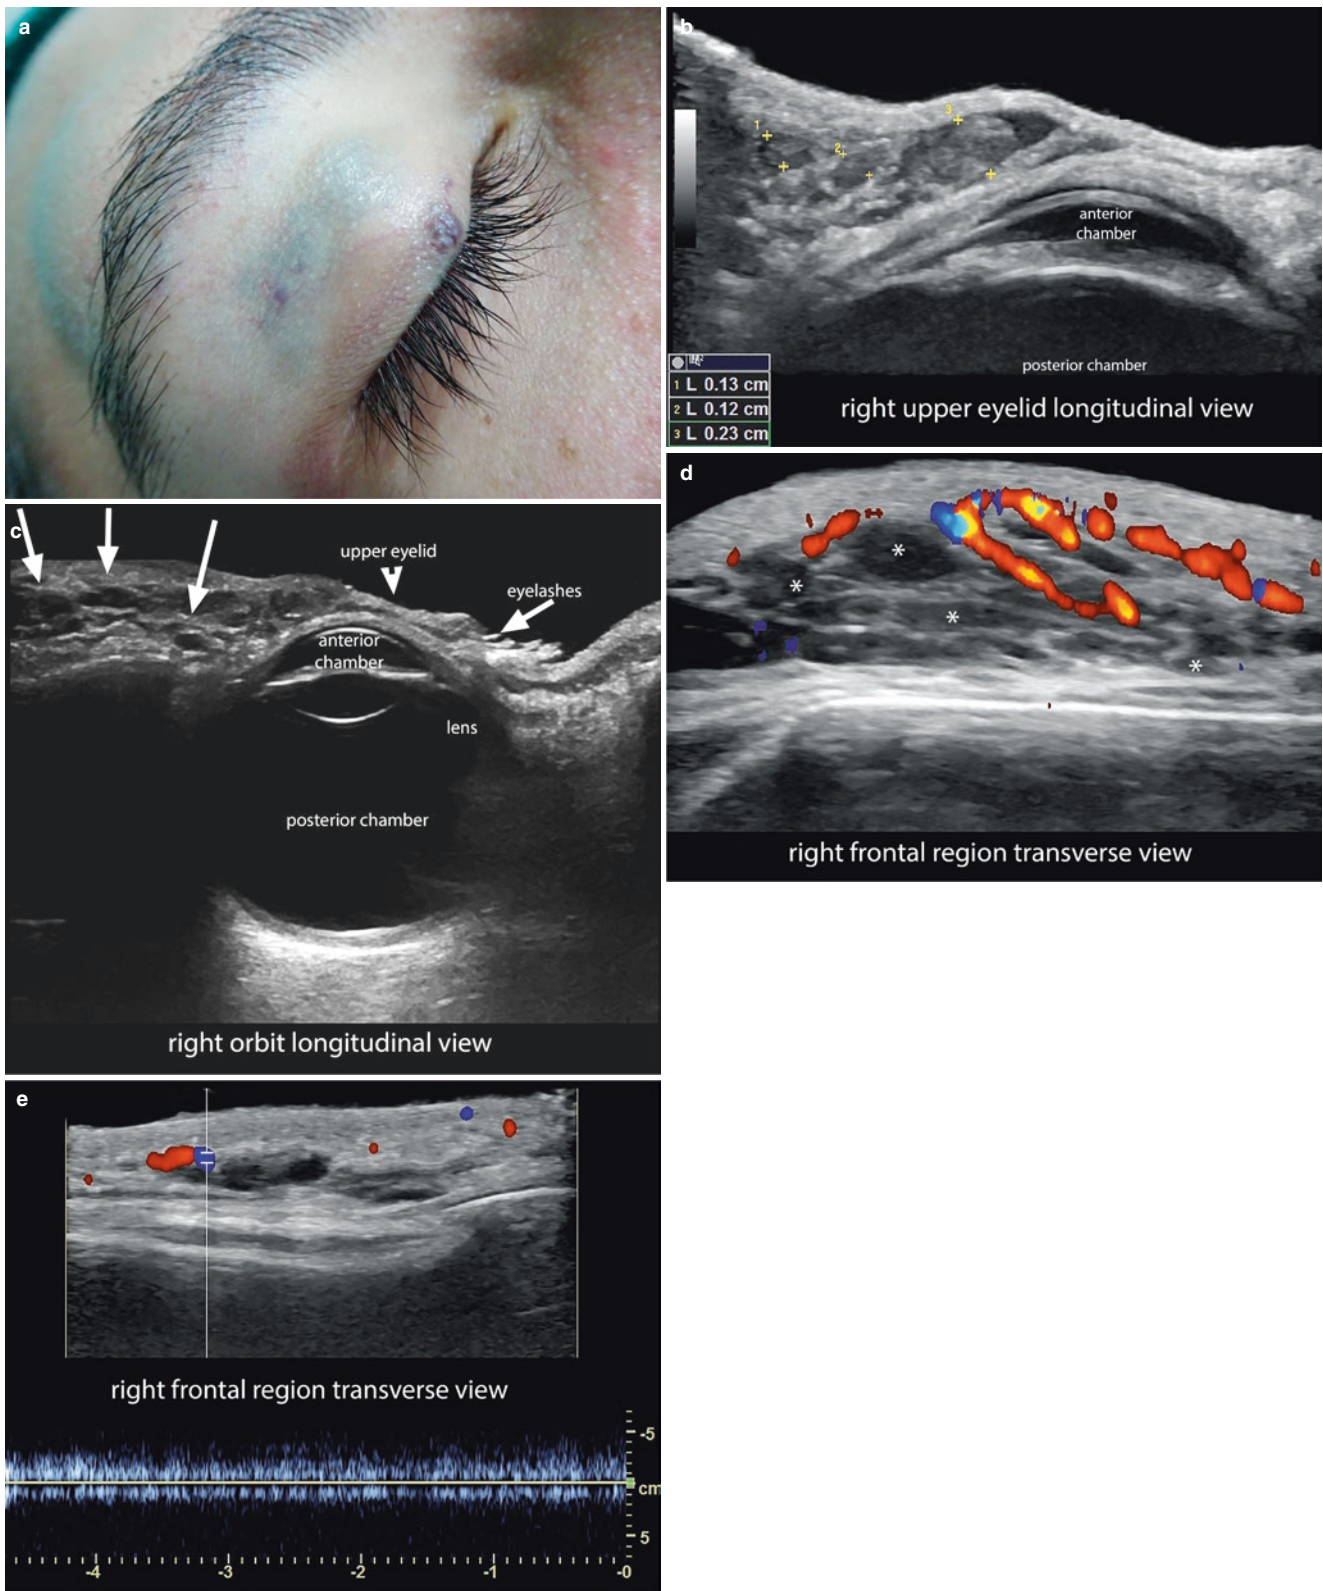 a
b
1
2
3
anterior
chamber
posterior chamber
1 L 0.13 cm
2 L 0.12 cm
3 L 0.23 cm
right upper eyelid longitudinal view
c
upper eyelid
eyelashes
anterior
chamber
lens
posterior chamber
right orbit longitudinal view
d
*
*
*
*
right frontal region transverse view
e
right frontal region transverse view
-5
cm
5
-4 -3 -2 -1 -0